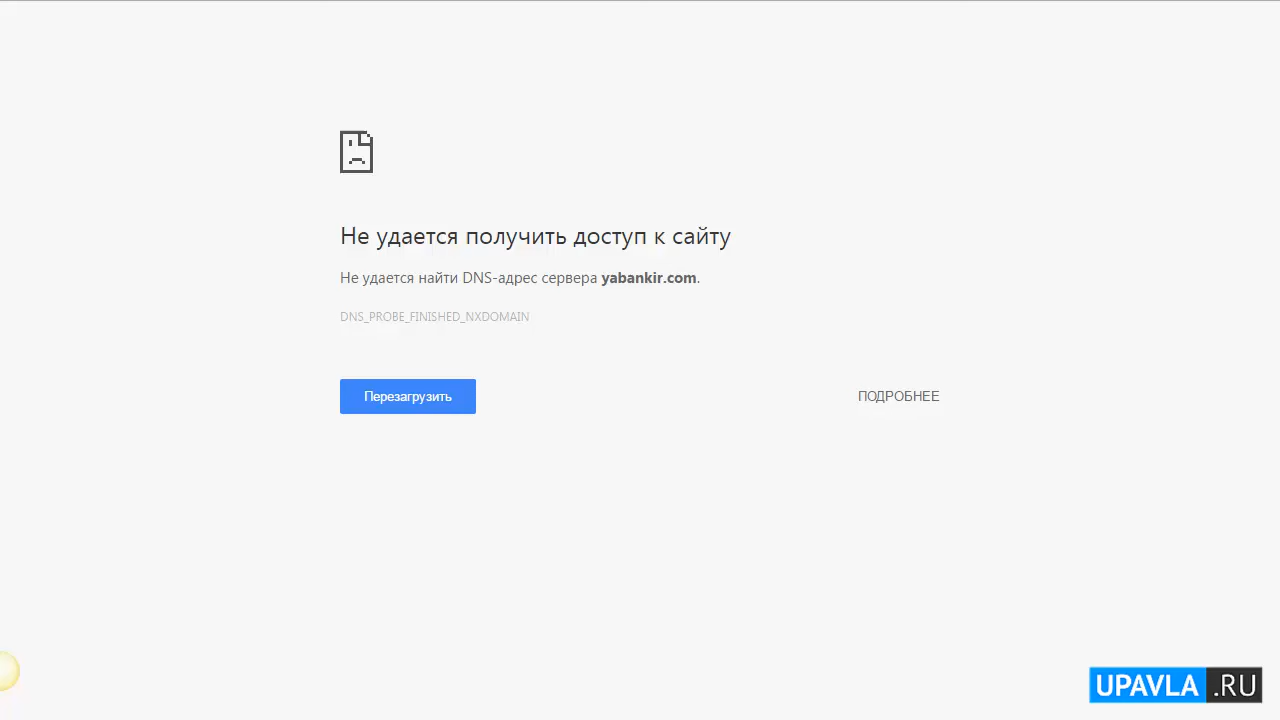 Не удается получить доступ к сайту
Не удается найти DNS-адрес сервера yabankir.com.
DNS_PROBE_FINISHED_NXDOMAIN
Перезагрузить
ПОДРОБНЕЕ
UPAVLA .RU